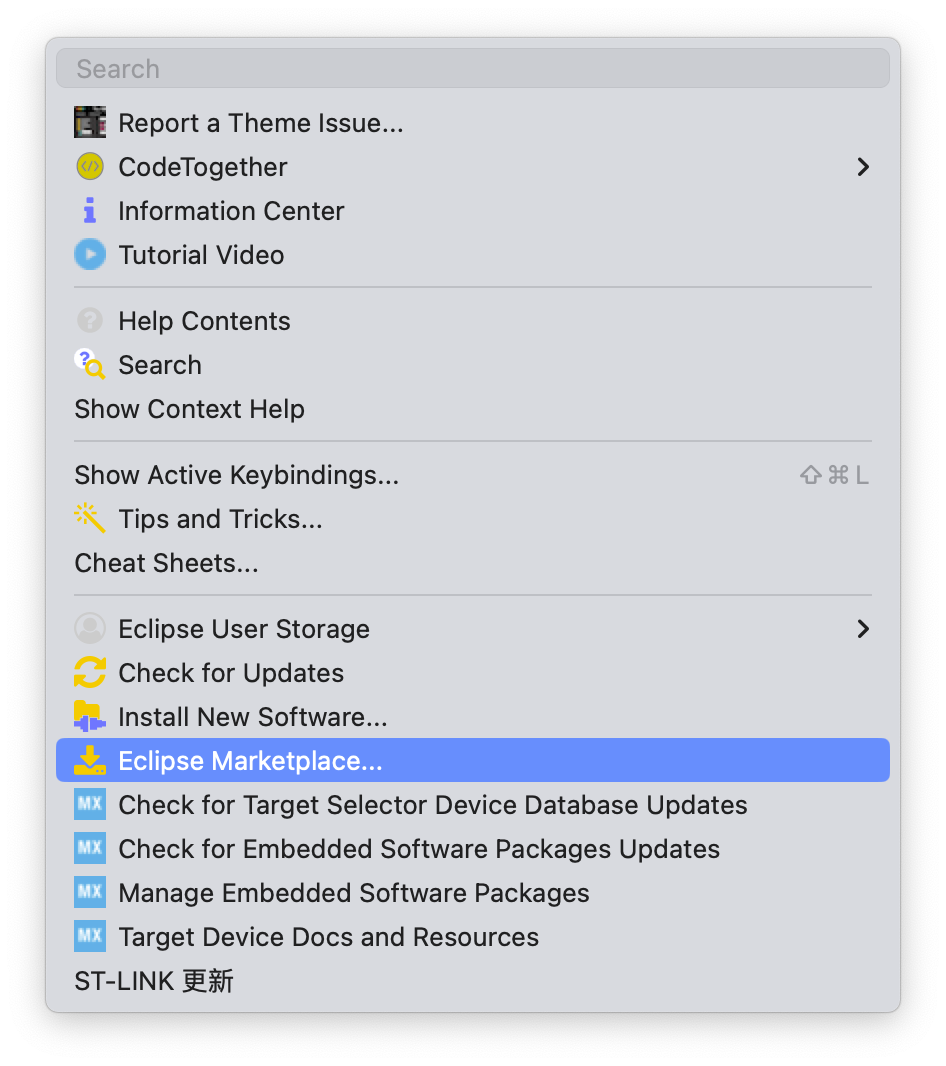 Search
Report a Theme Issue...
CodeTogether
Information Center
Tutorial Video
Help Contents
Search
Show Context Help
Show Active Keybindings... ⇧⌘L
Tips and Tricks...
Cheat Sheets...
Eclipse User Storage
Check for Updates
Install New Software...
Eclipse Marketplace...
MX Check for Target Selector Device Database Updates
MX Check for Embedded Software Packages Updates
MX Manage Embedded Software Packages
MX Target Device Docs and Resources
ST-LINK 更新